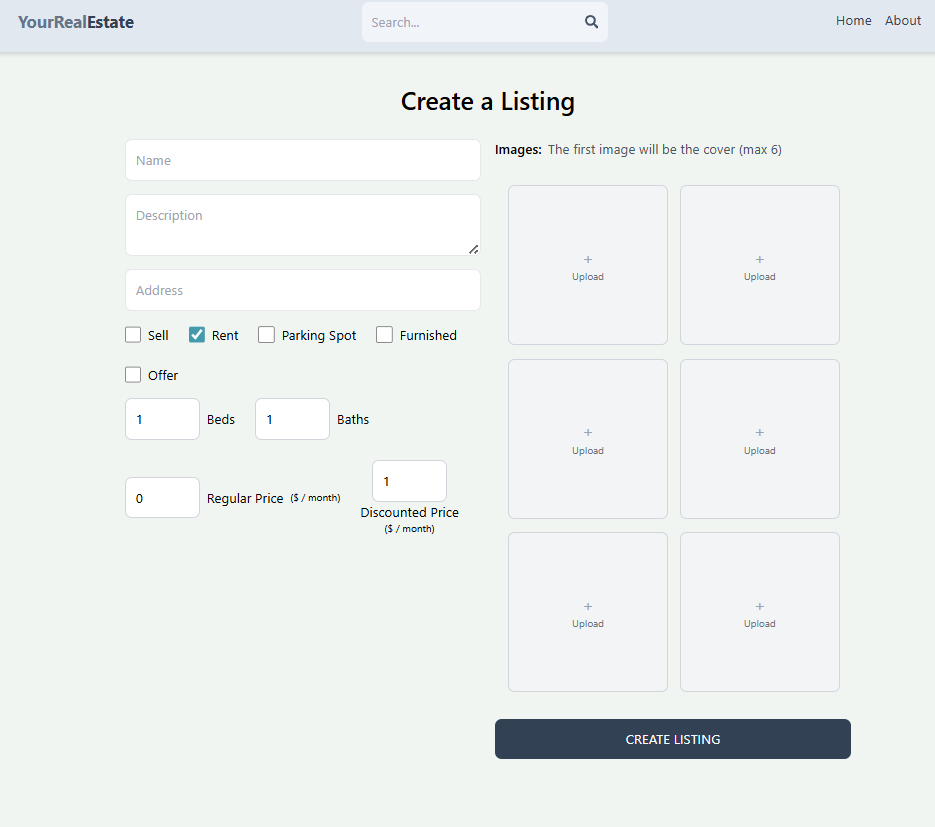 YourRealEstate
Search...
Home About
Create a Listing
Name
Description
Address
Sell Rent Parking Spot Furnished
Offer
1 Beds 1 Baths
0 Regular Price ($ / month)
1
Discounted Price
($ / month)
Images: The first image will be the cover (max 6)
+ +
Upload Upload
+ +
Upload Upload
+ +
Upload Upload
CREATE LISTING